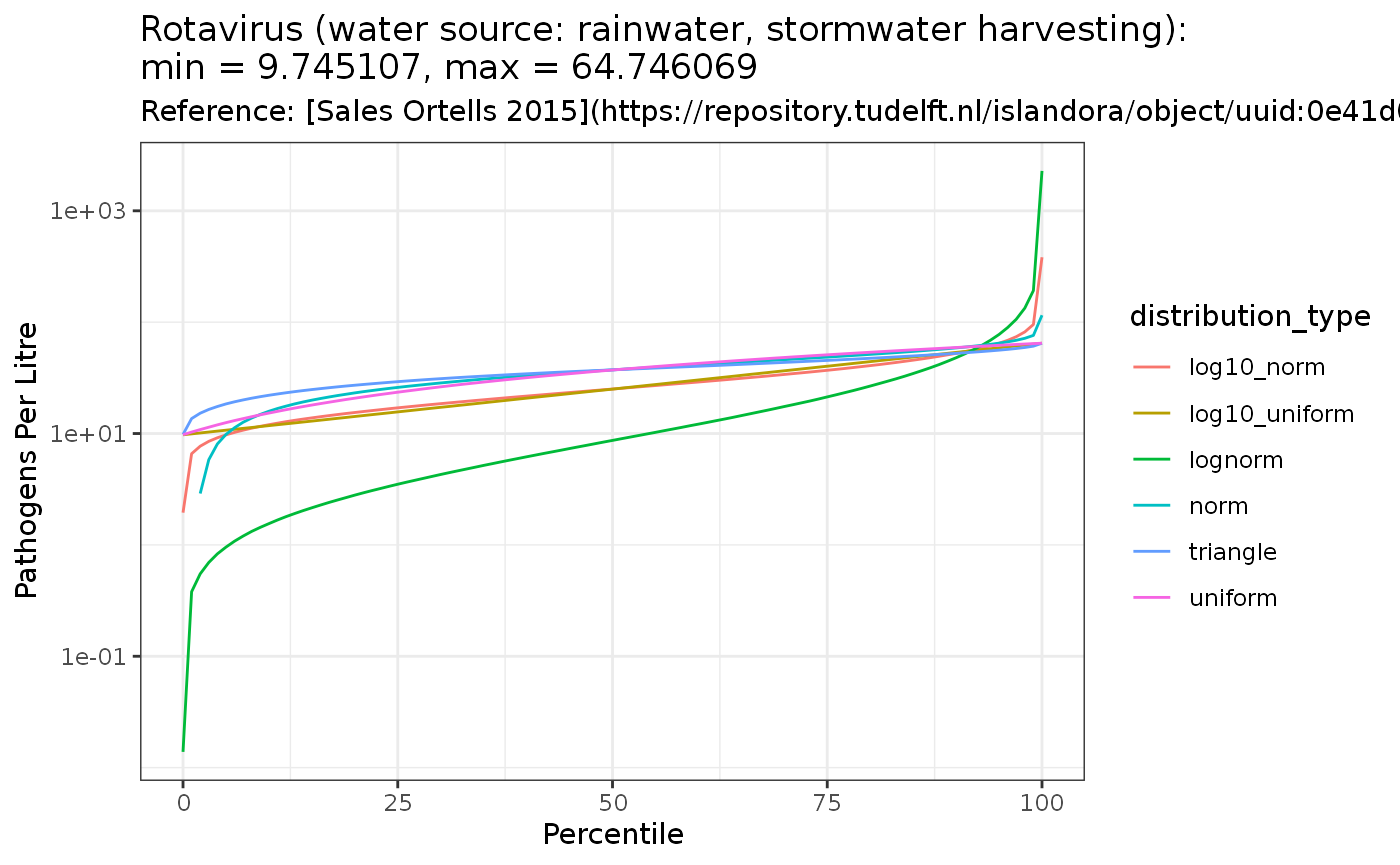 Rotavirus (water source: rainwater, stormwater harvesting):
min = 9.745107, max = 64.746069
Reference: [Sales Ortells 2015](https://repository.tudelft.nl/islandora/object/uuid:0e41d
Pathogens Per Litre
1e+03
1e+01
1e-01
0 25 50 75 100
Percentile
distribution_type
log10_norm
log10_uniform
lognorm
norm
triangle
uniform